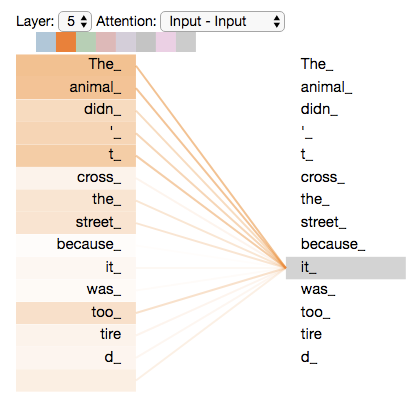 Layer: 5 Attention: Input - Input
The_ The_
animal_ animal_
didn_ didn_
'_ '_
t_ t_
cross_ cross_
the_ the_
street_ street_
because_ because_
it_ it_
was_ was_
too_ too_
tire tire
d_ d_